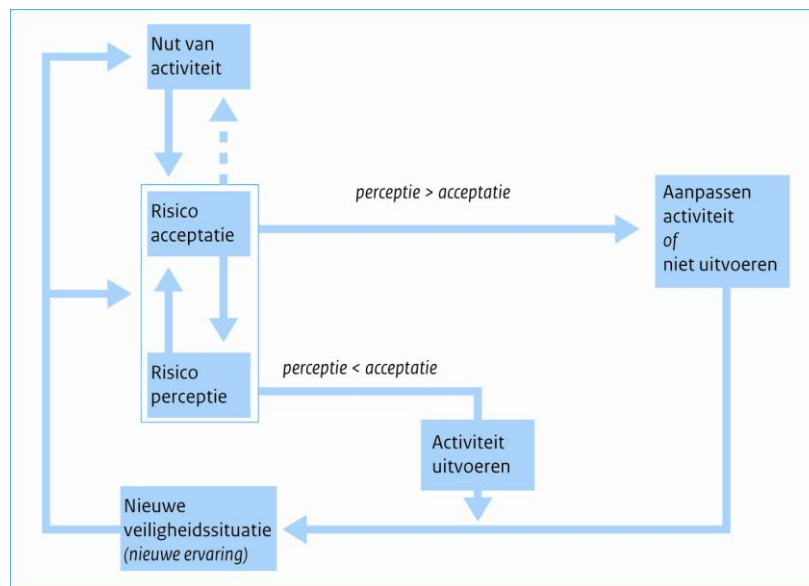 Nut van
activiteit
Risico
acceptatie
perceptie > acceptatie
Aanpassen
activiteit
of
niet uitvoeren
Risico
perceptie
perceptie < acceptatie
Activiteit
uitvoeren
Nieuwe
veiligheidssituatie
(nieuwe ervaring)